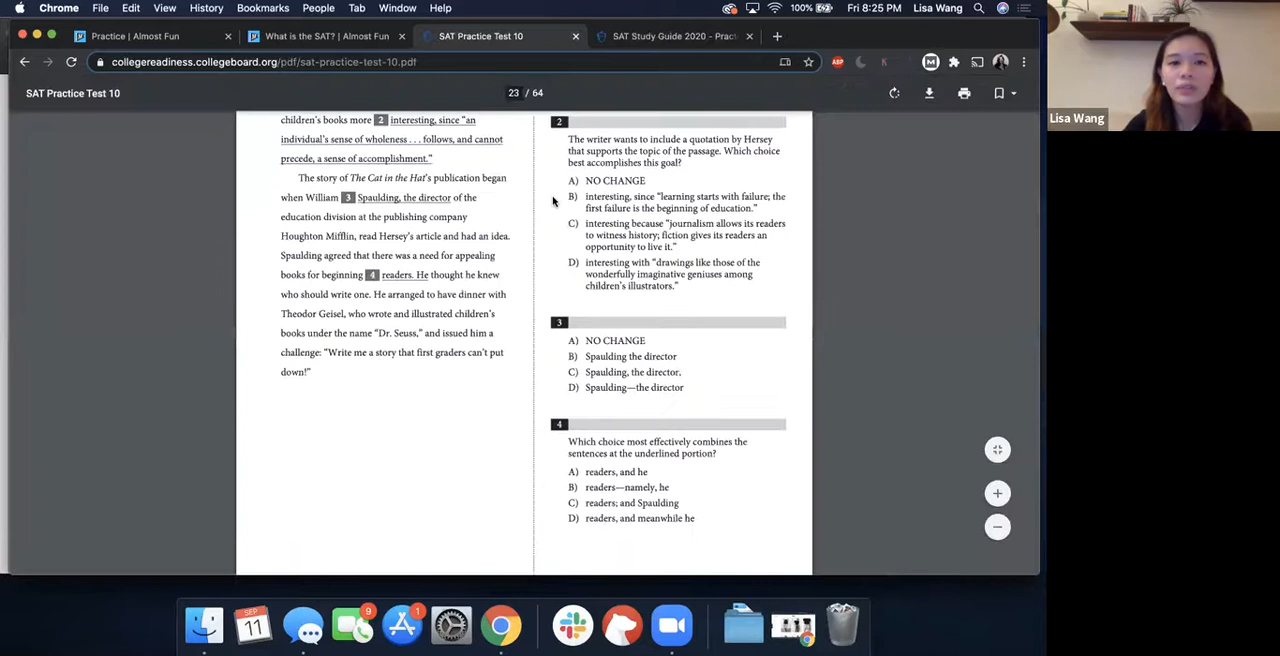 Chrome File Edit View History Bookmarks People Tab Window Help
100% Fri 8:25 PM Lisa Wang
Practice | Almost Fun
What is the SAT? | Almost Fun
SAT Practice Test 10
SAT Study Guide 2020 - Pract
collegereadiness.collegeboard.org/pdf/sat-practice-test-10.pdf
ABP
K
M
SAT Practice Test 10
23 / 64
Lisa Wang
children's books more 2 interesting, since "an
individual's sense of wholeness . . . follows, and cannot
precede, a sense of accomplishment."
The story of The Cat in the Hat's publication began
when William 3 Spaulding, the director of the
education division at the publishing company
Houghton Mifflin, read Hersey's article and had an idea.
Spaulding agreed that there was a need for appealing
books for beginning 4 readers. He thought he knew
who should write one. He arranged to have dinner with
Theodor Geisel, who wrote and illustrated children's
books under the name "Dr. Seuss," and issued him a
challenge: "Write me a story that first graders can't put
down!"
2
The writer wants to include a quotation by Hersey
that supports the topic of the passage. Which choice
best accomplishes this goal?
A) NO CHANGE
B) interesting, since "learning starts with failure; the
first failure is the beginning of education."
C) interesting because "journalism allows its readers
to witness history; fiction gives its readers an
opportunity to live it."
D) interesting with "drawings like those of the
wonderfully imaginative geniuses among
children's illustrators."
3
A) NO CHANGE
B) Spaulding the director
C) Spaulding, the director,
D) Spaulding—the director
4
Which choice most effectively combines the
sentences at the underlined portion?
A) readers, and he
B) readers—namely, he
C) readers; and Spaulding
D) readers, and meanwhile he
SEP
11
9
1